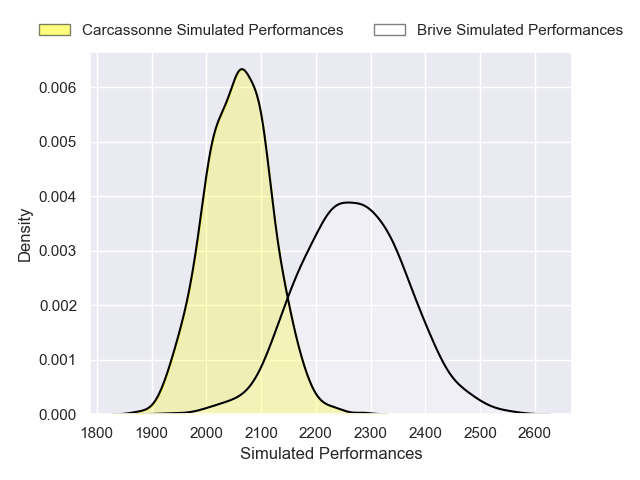 Carcassonne Simulated Performances Brive Simulated Performances
0.006
0.005
0.004
0.003
0.002
0.001
0.000
Density
1800 1900 2000 2100 2200 2300 2400 2500 2600
Simulated Performances